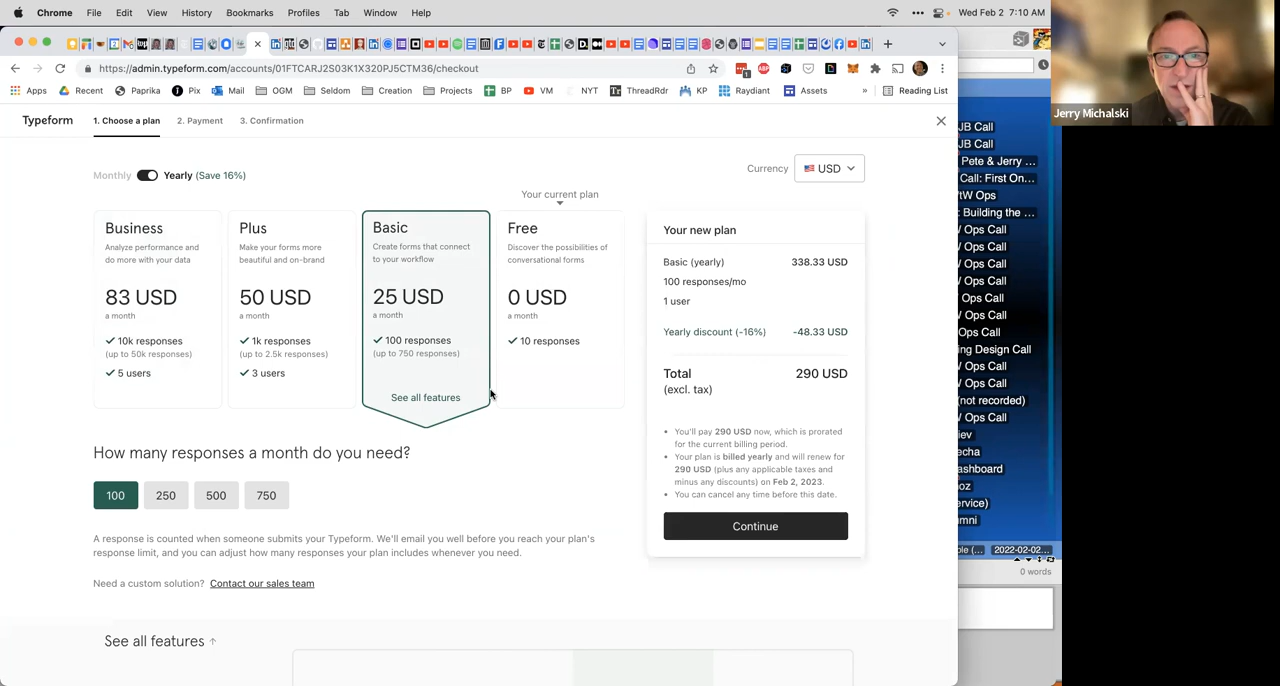 Chrome File Edit View History Bookmarks Profiles Tab Window Help Wed Feb 2 7:10 AM
https://admin.typeform.com/accounts/01FTCARJ2S03K1X320PJ5CTM36/checkout
Apps Recent Paprika Pix Mail OGM Seldom Creation Projects BP VM NYT ThreadRdr KP Raydiant Assets » Reading List
Typeform 1. Choose a plan 2. Payment 3. Confirmation
Monthly Yearly (Save 16%)
Currency USD
Your current plan
Business
Analyze performance and
do more with your data
83 USD
a month
10k responses
(up to 50k responses)
5 users
Plus
Make your forms more
beautiful and on-brand
50 USD
a month
1k responses
(up to 2.5k responses)
3 users
Basic
Create forms that connect
to your workflow
25 USD
a month
100 responses
(up to 750 responses)
See all features
Free
Discover the possibilities of
conversational forms
0 USD
a month
10 responses
Your new plan
Basic (yearly) 338.33 USD
100 responses/mo
1 user
Yearly discount (-16%) -48.33 USD
Total 290 USD
(excl. tax)
You'll pay 290 USD now, which is prorated
for the current billing period.
Your plan is billed yearly and will renew for
290 USD (plus any applicable taxes and
minus any discounts) on Feb 2, 2023.
You can cancel any time before this date.
Continue
How many responses a month do you need?
100 250 500 750
A response is counted when someone submits your Typeform. We'll email you well before you reach your plan's
response limit, and you can adjust how many responses your plan includes whenever you need.
Need a custom solution? Contact our sales team
See all features ↑
Jerry Michalski
JB Call
JB Call
Pete & Jerry ...
Call: First On...
tW Ops
: Building the ...
Ops Call
Ops Call
Ops Call
Ops Call
Ops Call
Ops Call
ing Design Call
Ops Call
Ops Call
(not recorded)
Ops Call
iev
echa
ashboard
oz
ervice)
mni
ple (... 2022-02-02...
0 words